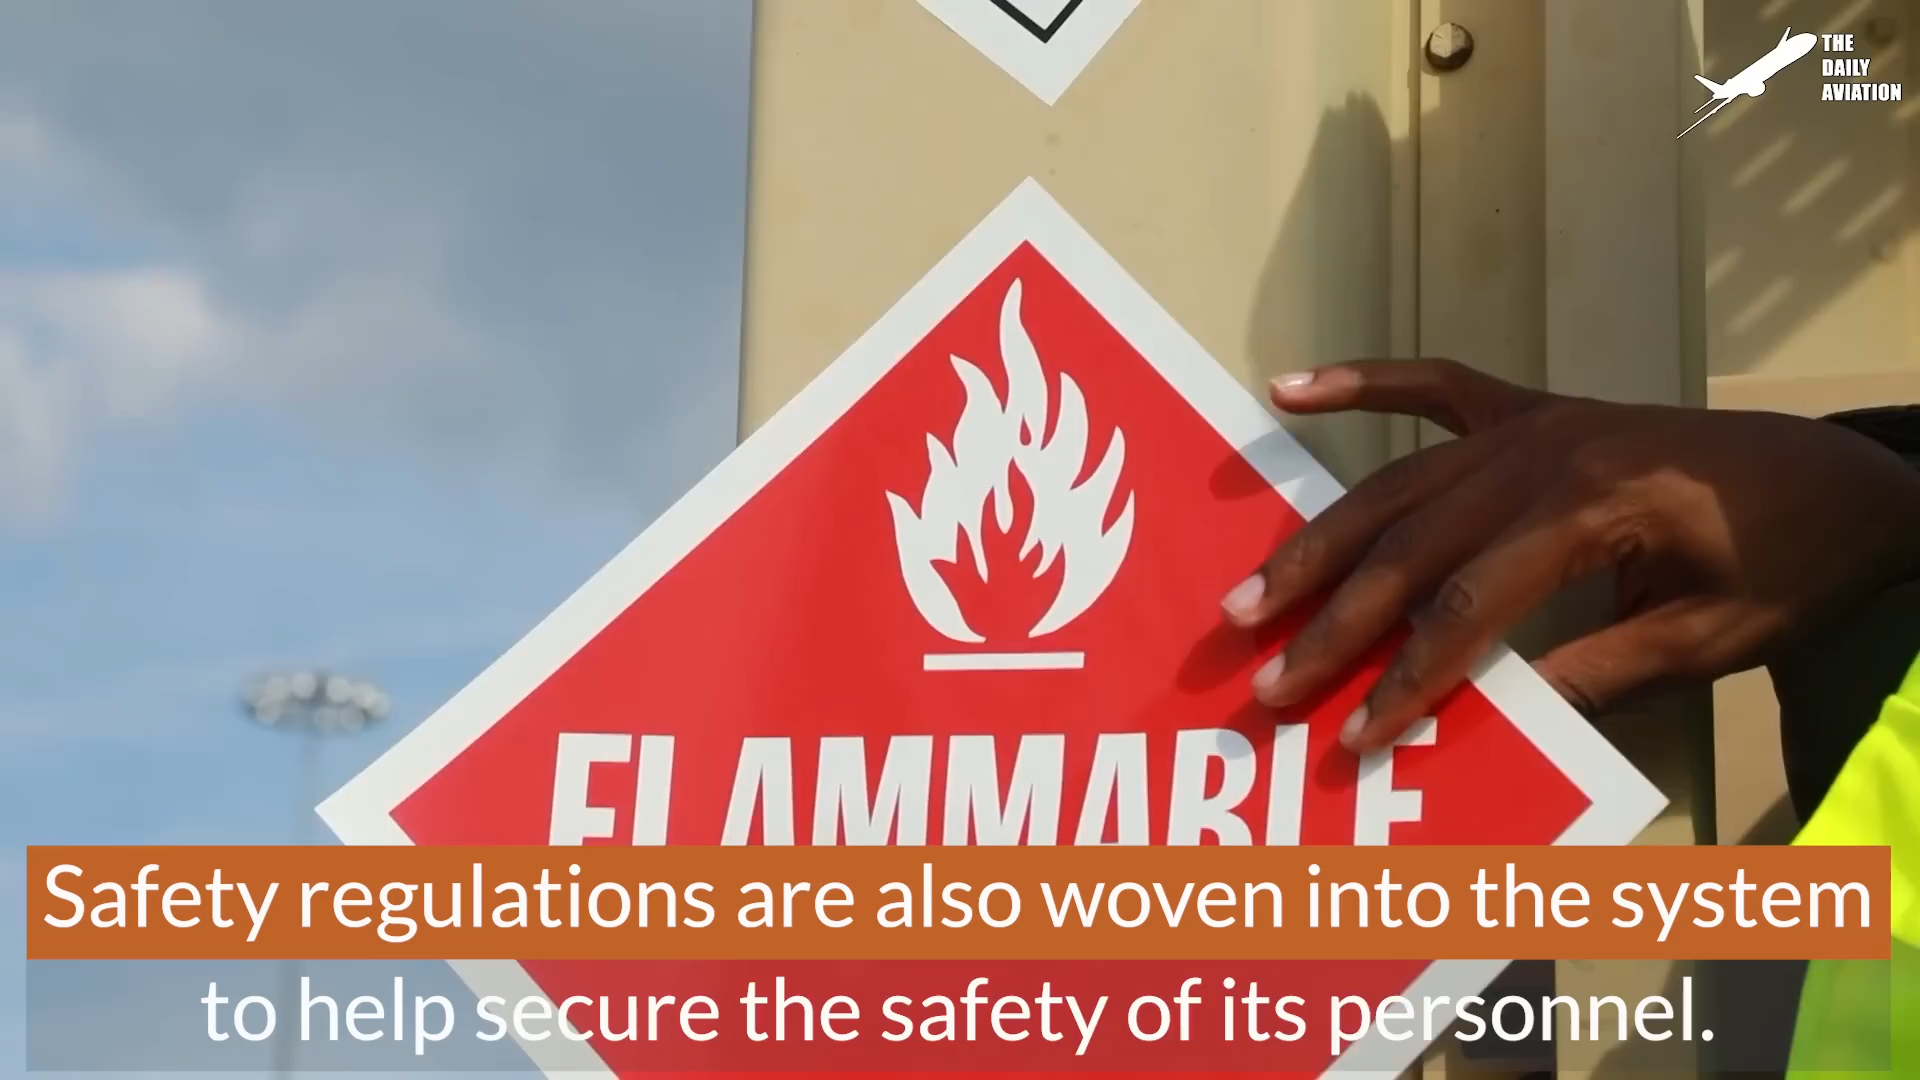 THE
DAILY
AVIATION
FLAMMABLE
Safety regulations are also woven into the system
to help secure the safety of its personnel.